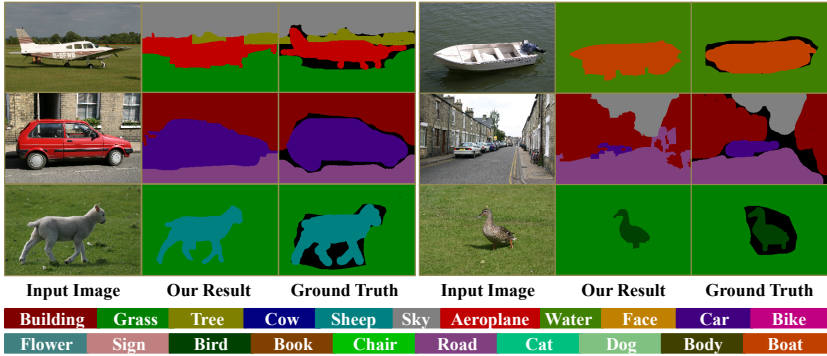 Input Image Our Result Ground Truth Input Image Our Result Ground Truth
Building Grass Tree Cow Sheep Sky Aeroplane Water Face Car Bike
Flower Sign Bird Book Chair Road Cat Dog Body Boat